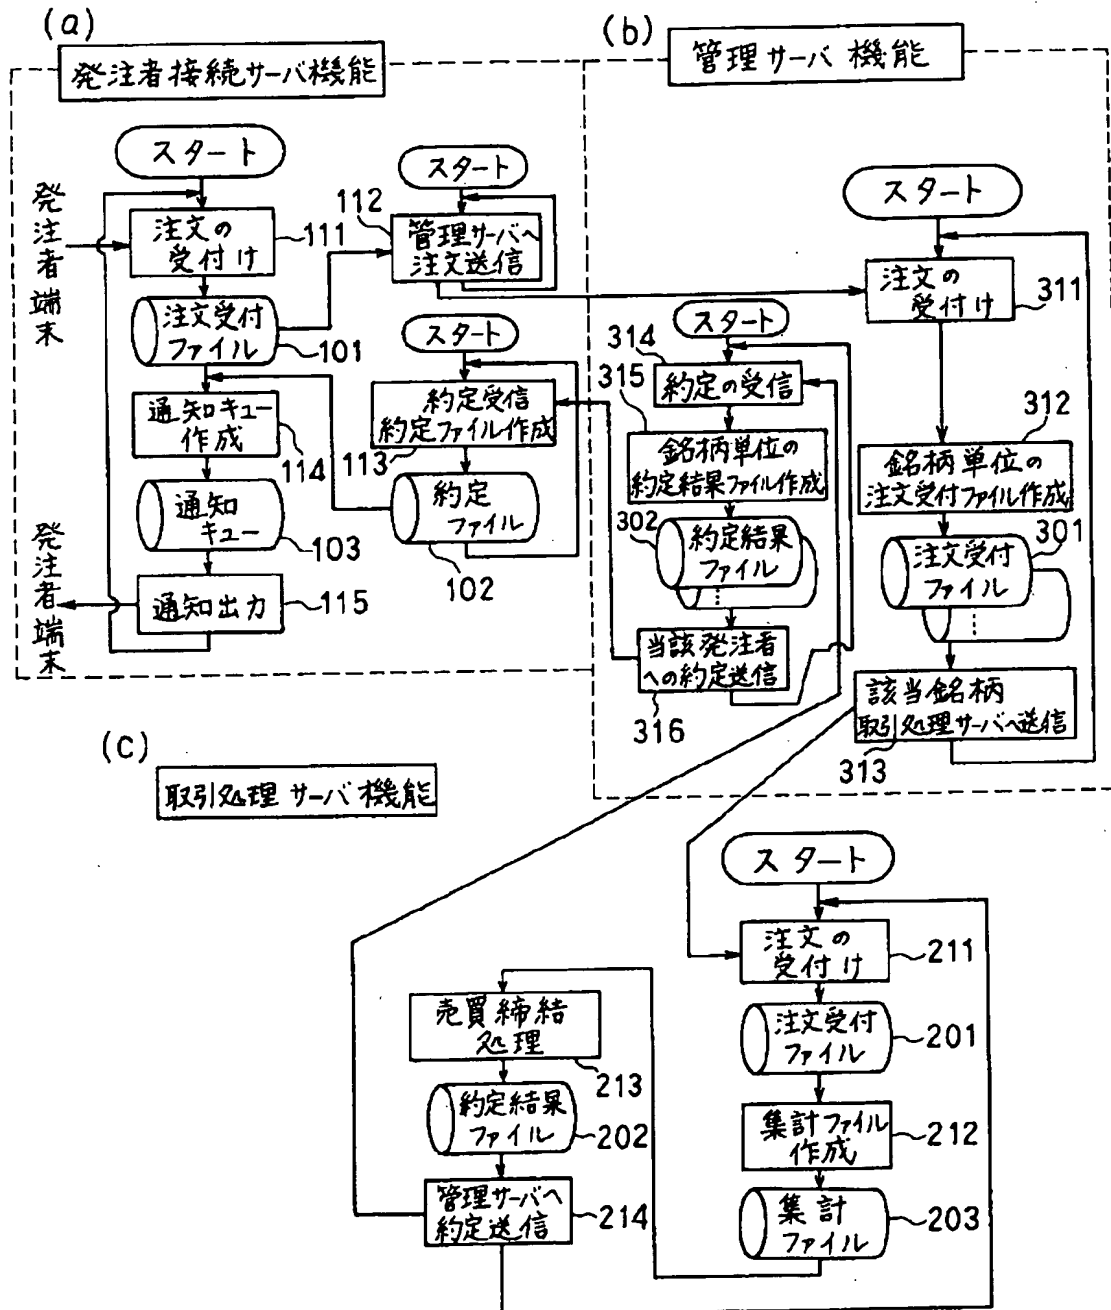 (a)
発注者接続サーバ機能
スタート
発注者端末
注文の
受付け
111
注文受付
ファイル
101
通知キュー
作成
114
通知
キュー
103
発注者端末
通知出力
115
スタート
112
管理サーバへ
注文送信
スタート
約定受信
約定ファイル作成
113
約定
ファイル
102
(b)
管理サーバ機能
スタート
314
約定の受信
315
銘柄単位の
約定結果ファイル作成
302
約定結果
ファイル
当該発注者
への約定送信
316
スタート
注文の
受付け
311
312
銘柄単位の
注文受付ファイル作成
301
注文受付
ファイル
該当銘柄
取引処理サーバへ送信
313
(c)
取引処理サーバ機能
スタート
注文の
受付け
211
注文受付
ファイル
201
集計ファイル
作成
212
集計
ファイル
203
売買締結
処理
213
約定結果
ファイル
202
管理サーバへ
約定送信
214